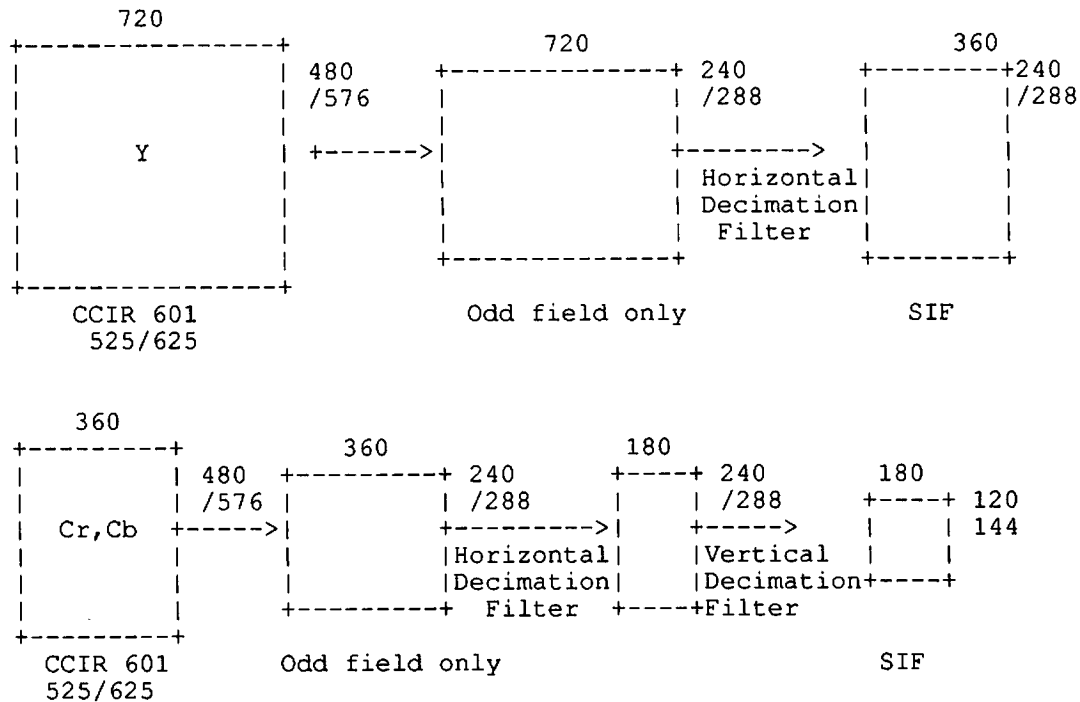 720
720
360
480
/576
240
/288
240
/288
Y
Horizontal
Decimation
Filter
CCIR 601
525/625
Odd field only
SIF
360
360
180
480
/576
240
/288
240
/288
180
120
144
Cr,Cb
Horizontal
Decimation
Filter
Vertical
Decimation
Filter
CCIR 601
525/625
Odd field only
SIF